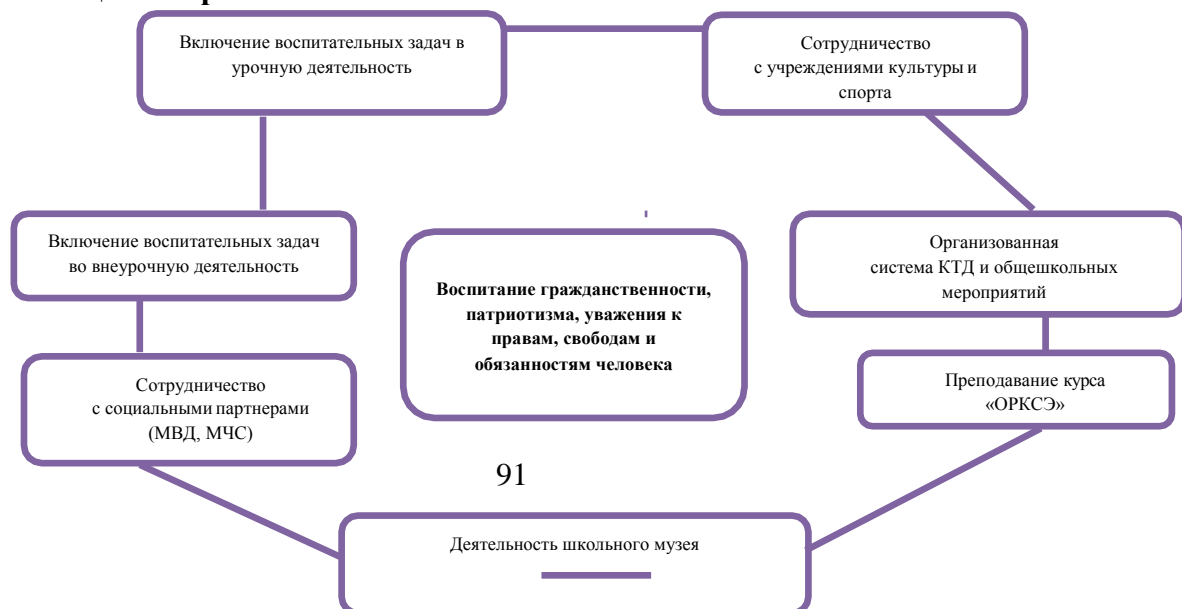 Включение воспитательных задач в
урочную деятельность
Сотрудничество
с учреждениями культуры и
спорта
Включение воспитательных задач
во внеурочную деятельность
Воспитание гражданственности,
патриотизма, уважения к
правам, свободам и
обязанностям человека
Организованная
система КТД и общешкольных
мероприятий
Сотрудничество
с социальными партнерами
(МВД, МЧС)
Преподавание курса
«ОРКСЭ»
91
Деятельность школьного музея